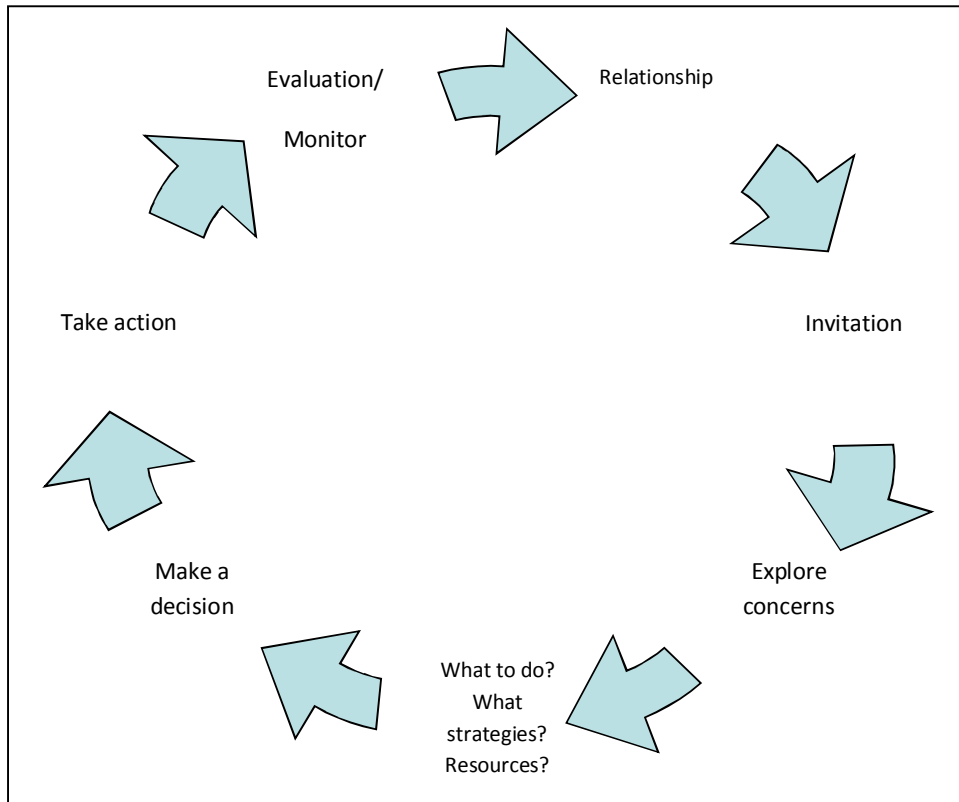 Evaluation/
Monitor
Relationship
Invitation
Explore
concerns
What to do?
What
strategies?
Resources?
Make a
decision
Take action